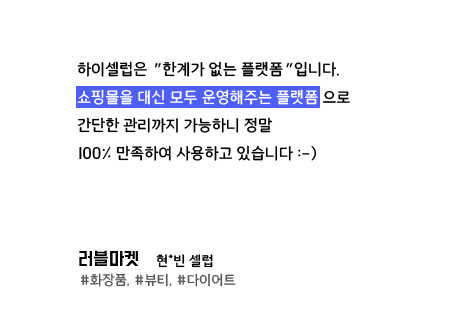 하이셀럽은 "한계가 없는 플랫폼"입니다.
쇼핑몰을 대신 모두 운영해주는 플랫폼으로
간단한 관리까지 가능하니 정말
100% 만족하여 사용하고 있습니다 :-)
러블마켓 현*빈 셀럽
#화장품, #뷰티, #다이어트